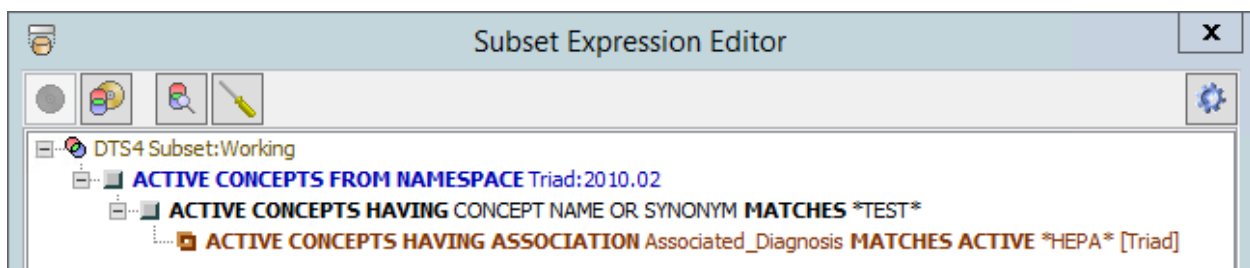 Subset Expression Editor
x
DTS4 Subset:Working
ACTIVE CONCEPTS FROM NAMESPACE Triad:2010.02
ACTIVE CONCEPTS HAVING CONCEPT NAME OR SYNONYM MATCHES *TEST*
ACTIVE CONCEPTS HAVING ASSOCIATION Associated_Diagnosis MATCHES ACTIVE *HEPA* [Triad]